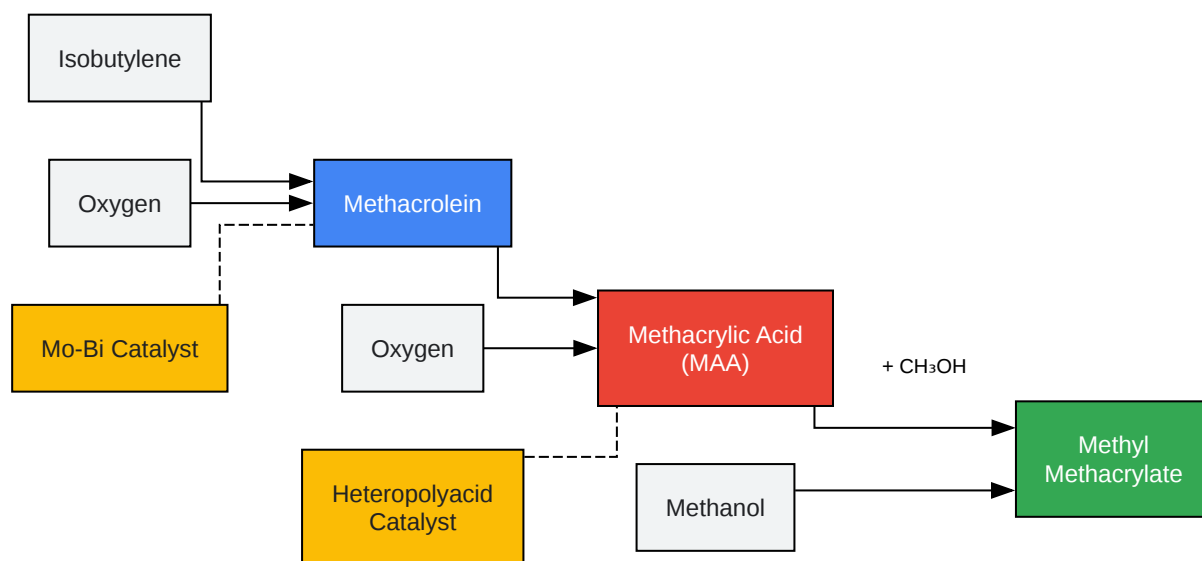 Isobutylene
Oxygen
Methacrolein
Mo-Bi Catalyst
Oxygen
Methacrylic Acid
(MAA)
+ CH₃OH
Heteropolyacid
Catalyst
Methanol
Methyl
Methacrylate